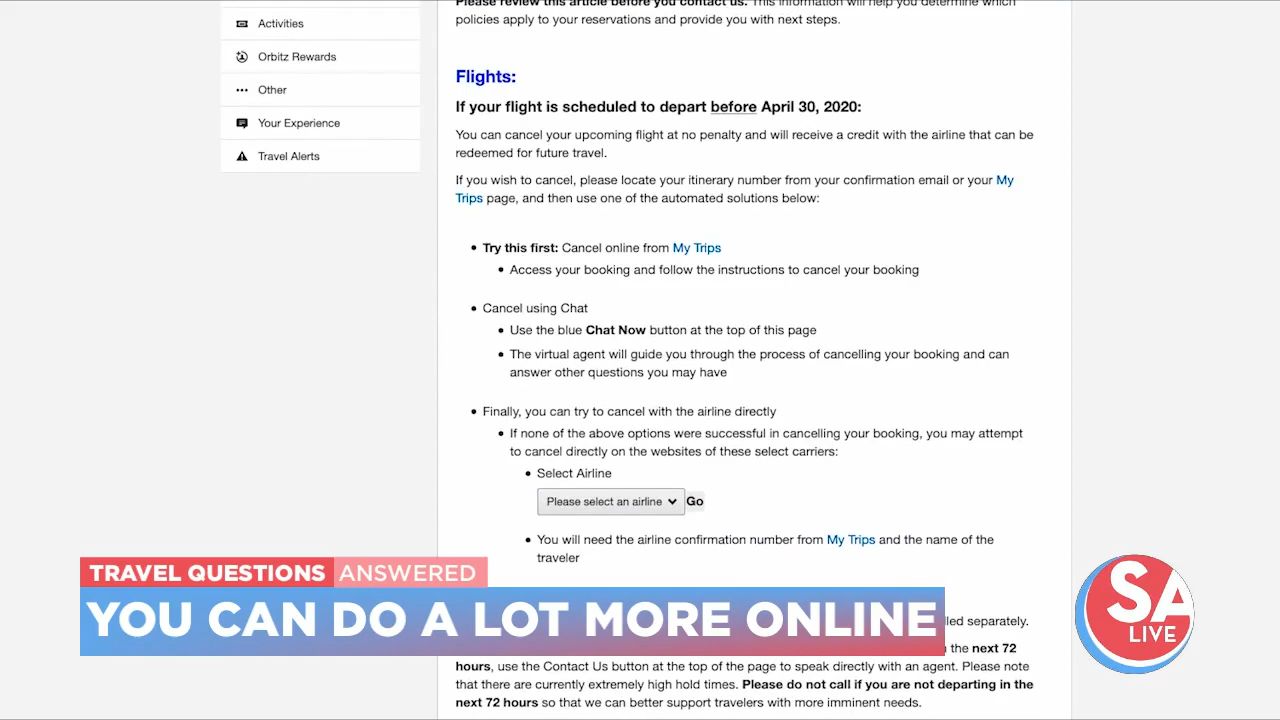 Activities
Orbitz Rewards
Other
Your Experience
Travel Alerts
Please review this article before you contact us. This information will help you determine which
policies apply to your reservations and provide you with next steps.
Flights:
If your flight is scheduled to depart before April 30, 2020:
You can cancel your upcoming flight at no penalty and will receive a credit with the airline that can be
redeemed for future travel.
If you wish to cancel, please locate your itinerary number from your confirmation email or your My
Trips page, and then use one of the automated solutions below:
• Try this first: Cancel online from My Trips
• Access your booking and follow the instructions to cancel your booking
• Cancel using Chat
• Use the blue Chat Now button at the top of this page
• The virtual agent will guide you through the process of cancelling your booking and can
answer other questions you may have
• Finally, you can try to cancel with the airline directly
• If none of the above options were successful in cancelling your booking, you may attempt
to cancel directly on the websites of these select carriers:
• Select Airline
Please select an airline Go
• You will need the airline confirmation number from My Trips and the name of the
traveler
TRAVEL QUESTIONS ANSWERED
YOU CAN DO A LOT MORE ONLINE
SA
LIVE
separately.
the next 72
hours, use the Contact Us button at the top of the page to speak directly with an agent. Please note
that there are currently extremely high hold times. Please do not call if you are not departing in the
next 72 hours so that we can better support travelers with more imminent needs.